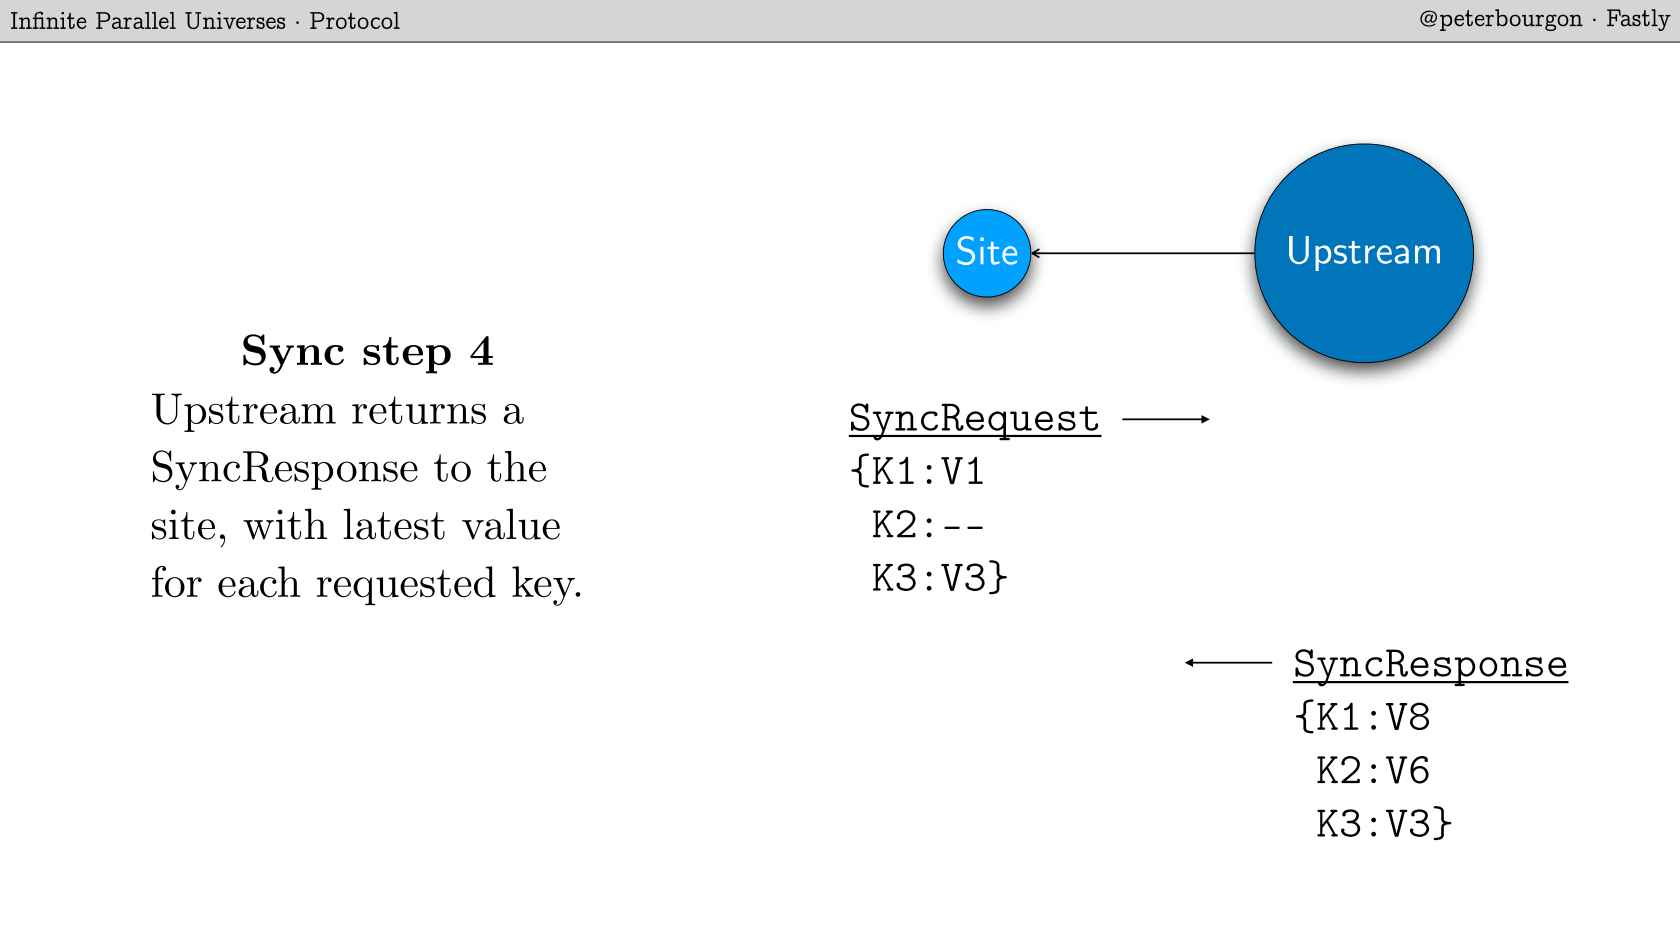 Infinite Parallel Universes · Protocol
@peterbourgon · Fastly
Site
Upstream
Sync step 4
Upstream returns a
SyncResponse to the
site, with latest value
for each requested key.
SyncRequest
{K1:V1
K2:--
K3:V3}
SyncResponse
{K1:V8
K2:V6
K3:V3}